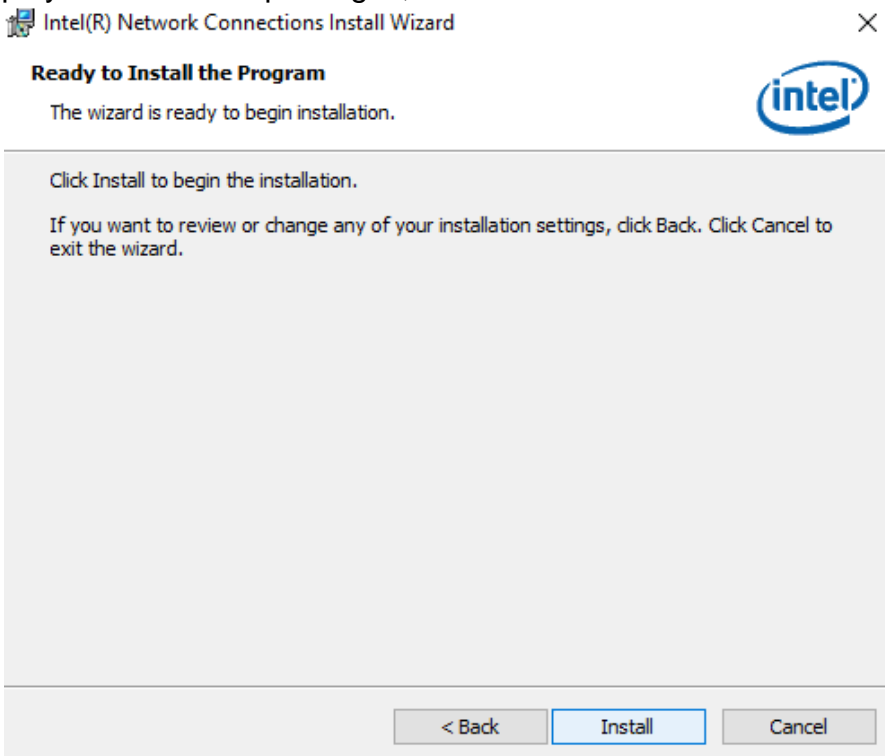 Intel(R) Network Connections Install Wizard
Ready to Install the Program
The wizard is ready to begin installation.
intel
Click Install to begin the installation.
If you want to review or change any of your installation settings, click Back. Click Cancel to
exit the wizard.
< Back
Install
Cancel